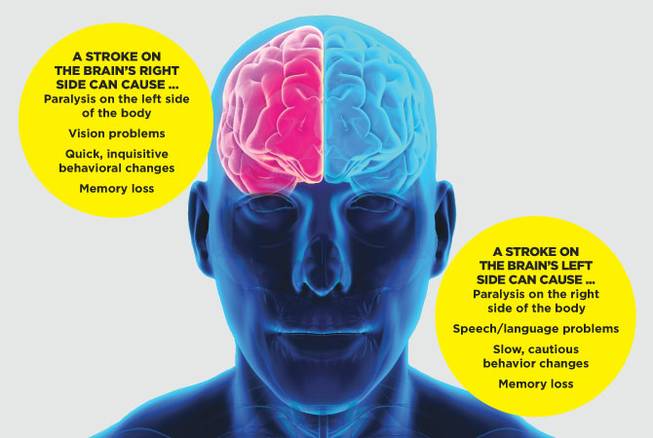 A STROKE ON
THE BRAIN'S RIGHT
SIDE CAN CAUSE ...
Paralysis on the left side
of the body
Vision problems
Quick, inquisitive
behavioral changes
Memory loss
A STROKE ON
THE BRAIN'S LEFT
SIDE CAN CAUSE ...
Paralysis on the right
side of the body
Speech/language problems
Slow, cautious
behavior changes
Memory loss